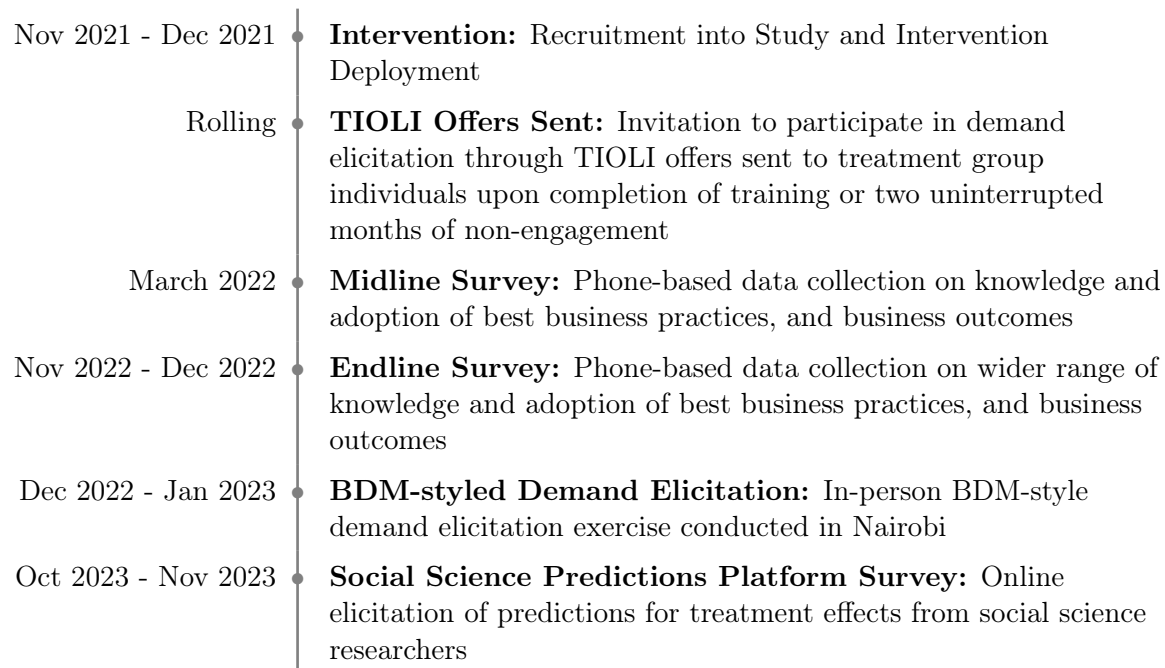 Nov 2021 - Dec 2021 Intervention: Recruitment into Study and Intervention
Deployment
Rolling TIOLI Offers Sent: Invitation to participate in demand
elicitation through TIOLI offers sent to treatment group
individuals upon completion of training or two uninterrupted
months of non-engagement
March 2022 Midline Survey: Phone-based data collection on knowledge and
adoption of best business practices, and business outcomes
Nov 2022 - Dec 2022 Endline Survey: Phone-based data collection on wider range of
knowledge and adoption of best business practices, and business
outcomes
Dec 2022 - Jan 2023 BDM-styled Demand Elicitation: In-person BDM-style
demand elicitation exercise conducted in Nairobi
Oct 2023 - Nov 2023 Social Science Predictions Platform Survey: Online
elicitation of predictions for treatment effects from social science
researchers